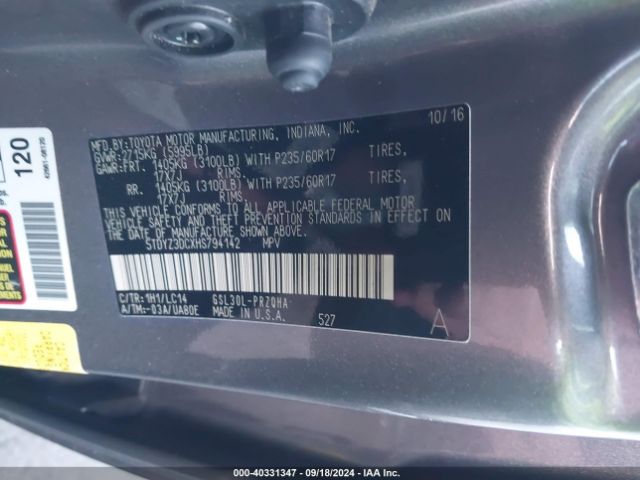 MFD.BY:TOYOTA MOTOR MANUFACTURING, INDIANA, INC. 10/16
GVWR:2715KG (5995LB)
GAWR:FRT. 1405KG (3100LB) WITH P235/60R17 TIRES,
17X7J RIMS,
RR. 1405KG (3100LB) WITH P235/60R17 TIRES,
17X7J RIMS,
THIS VEHICLE CONFORMS TO ALL APPLICABLE FEDERAL MOTOR
VEHICLE SAFETY AND THEFT PREVENTION STANDARDS IN EFFECT
ON THE DATE OF MANUFACTURE SHOWN ABOVE.
5TDYZ3DCXHS794142 MPV
C/TR:1H1/LC14 GSL30L-PRZQHA
A/TM:-03A/UA80E MADE IN U.S.A.
527
A
120
000-40331347 - 09/18/2024 - IAA Inc.